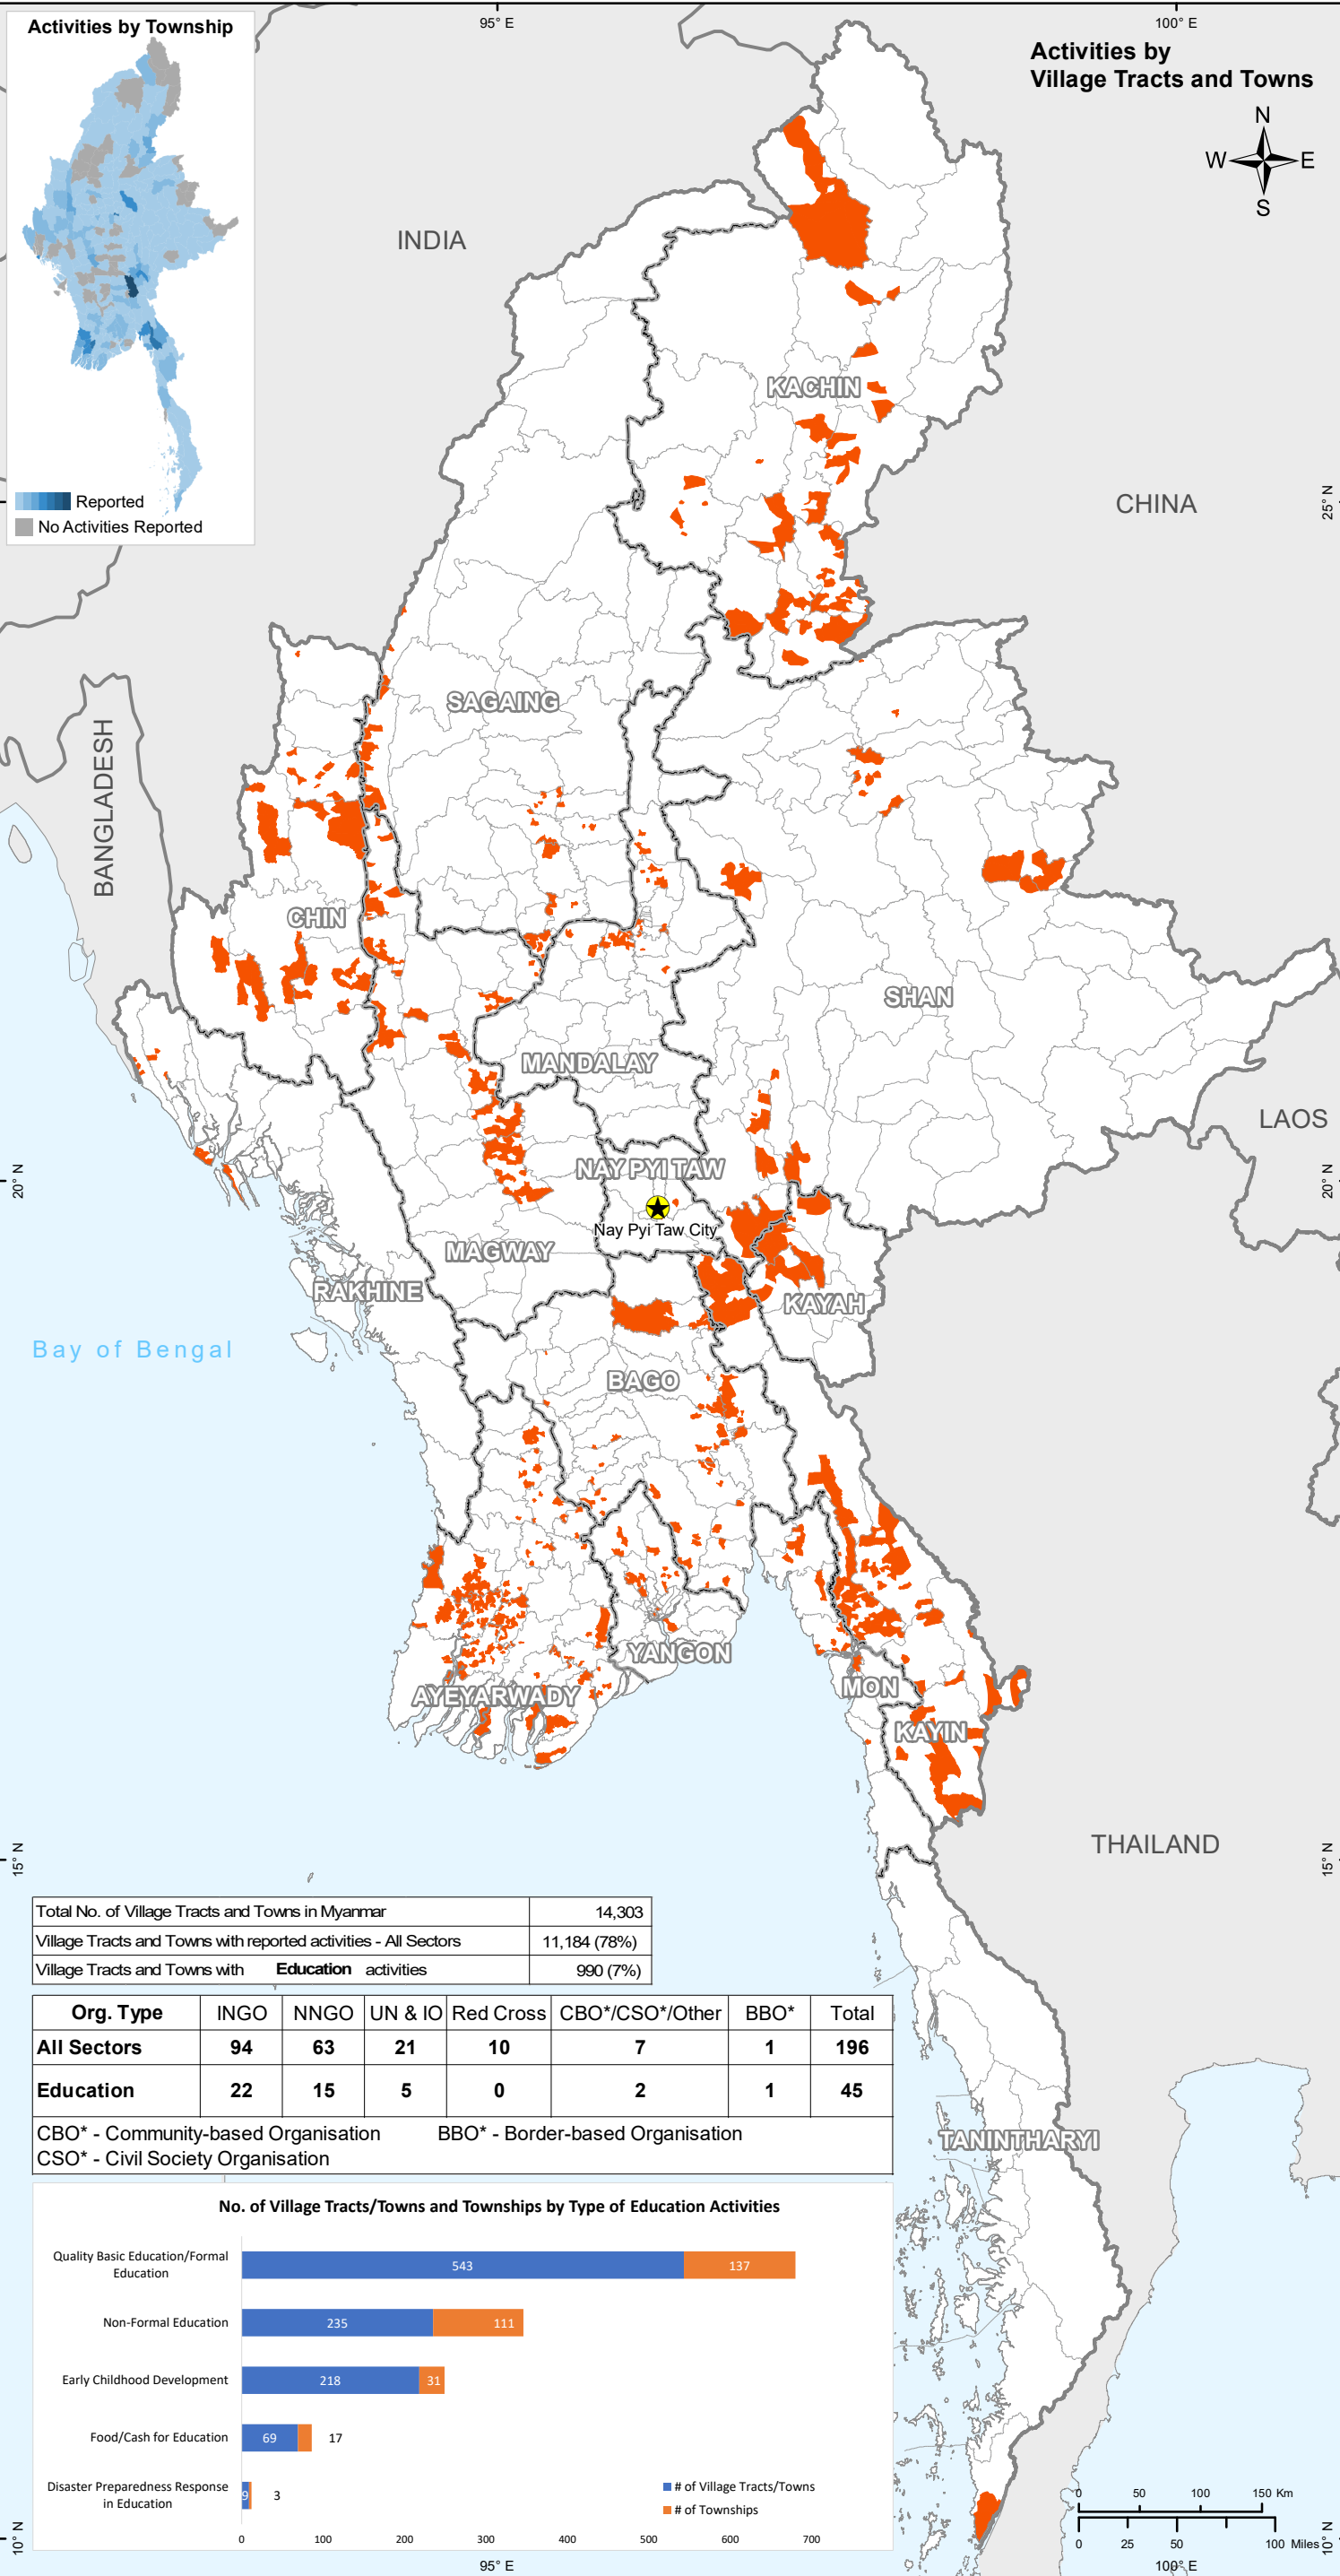 Activities by Township
Reported
No Activities Reported
95° E
100° E
Activities by
Village Tracts and Towns
N
W E
S
INDIA
KACHIN
CHINA
25° N
SAGAING
BANGLADESH
CHIN
SHAN
MANDALAY
LAOS
20° N
20° N
NAY PYI TAW
Nay Pyi Taw City
MAGWAY
RAKHINE
KAYAH
Bay of Bengal
BAGO
YANGON
MON
AYEYARWADY
KAYIN
THAILAND
15° N
15° N
TANINTHARYI
Total No. of Village Tracts and Towns in Myanmar 14,303
Village Tracts and Towns with reported activities - All Sectors 11,184 (78%)
Village Tracts and Towns with Education activities 990 (7%)
Org. Type INGO NNGO UN & IO Red Cross CBO*/CSO*/Other BBO* Total
All Sectors 94 63 21 10 7 1 196
Education 22 15 5 0 2 1 45
CBO* - Community-based Organisation BBO* - Border-based Organisation
CSO* - Civil Society Organisation
No. of Village Tracts/Towns and Townships by Type of Education Activities
Quality Basic Education/Formal
Education
543 137
Non-Formal Education 235 111
Early Childhood Development 218 31
Food/Cash for Education 69 17
Disaster Preparedness Response
in Education
9 3
# of Village Tracts/Towns
# of Townships
0 100 200 300 400 500 600 700
0 50 100 150 Km
0 25 50 100 Miles
10° N
10° N
95° E
100° E